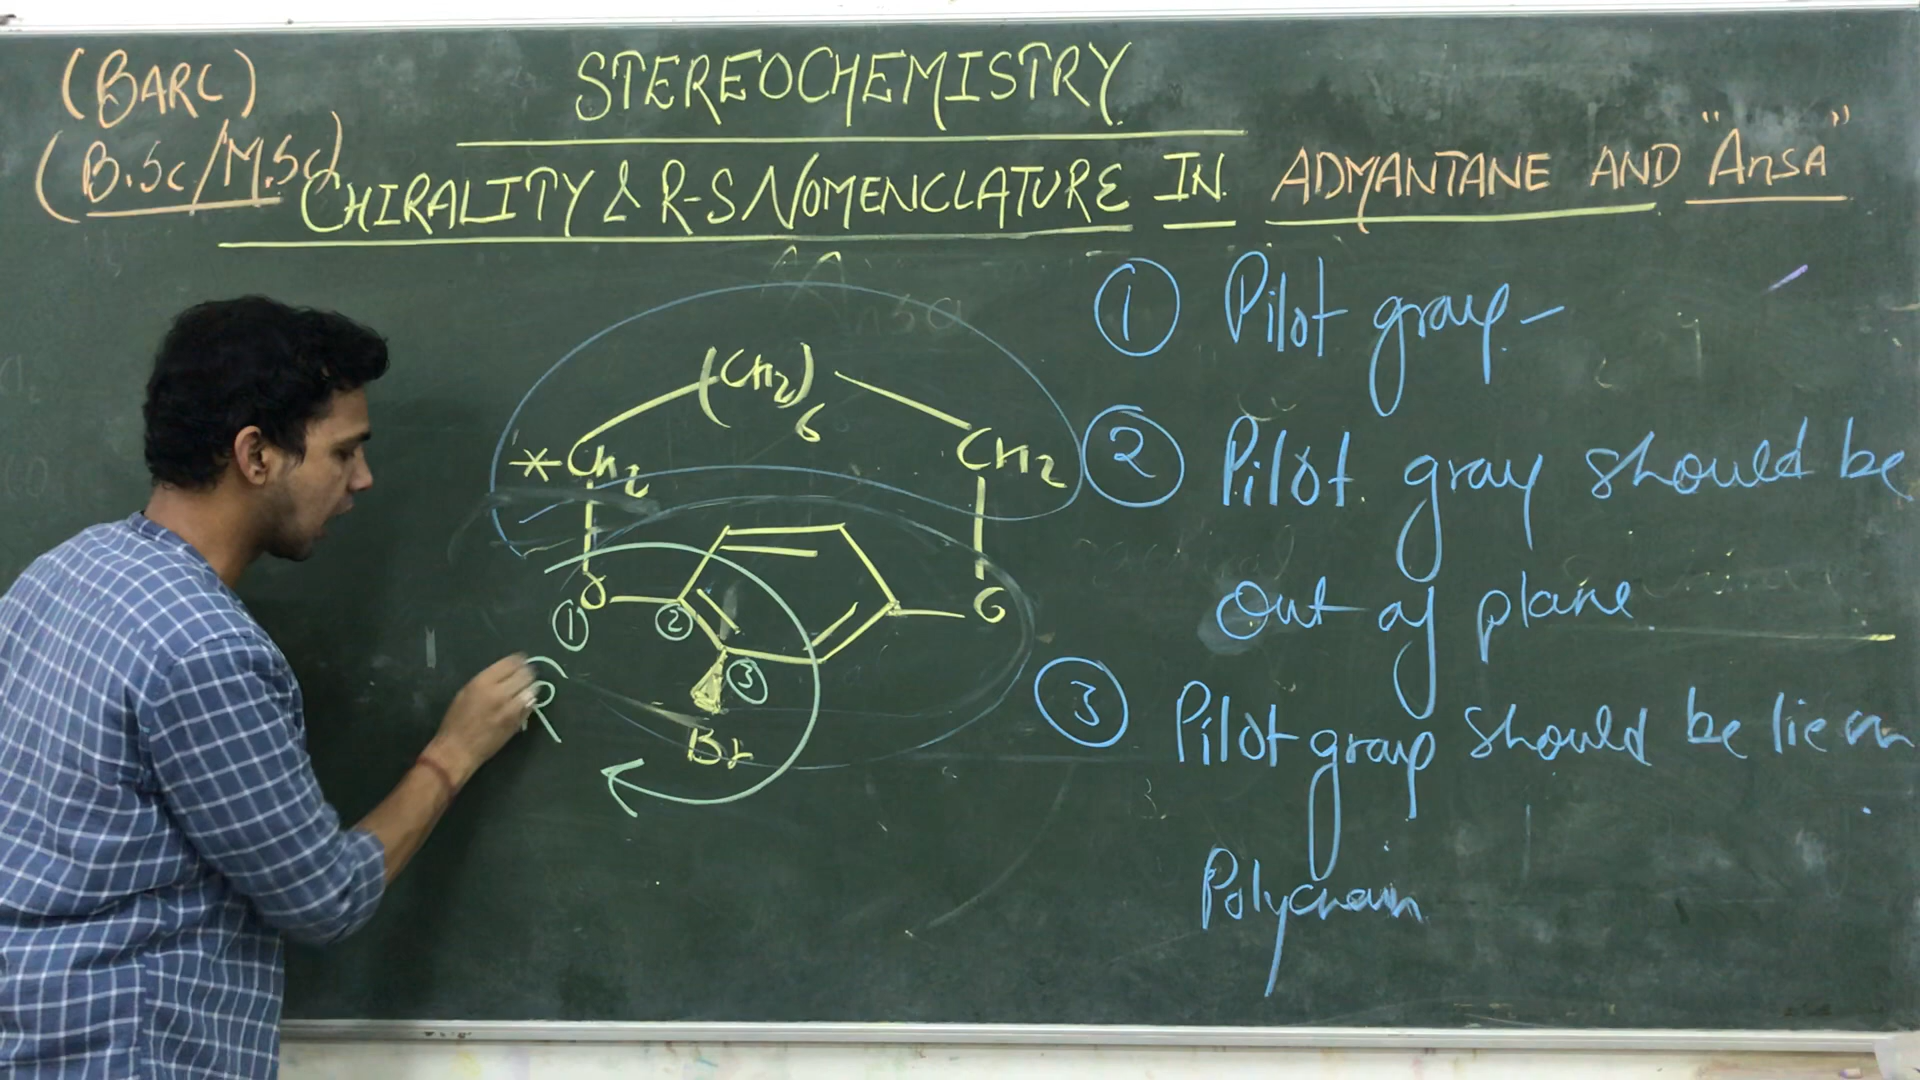 (BARC)
STEREOCHEMISTRY
(B.Sc/M.Sc)
CHIRALITY & R-S NOMENCLATURE IN ADMANTANE AND "Ansa"
① Pilot group-
(CH2)6
*CH2
CH2
② Pilot group should be
out of plane
O
① ②
O
③
R
Br
③ Pilot group should be lie on
Polychain